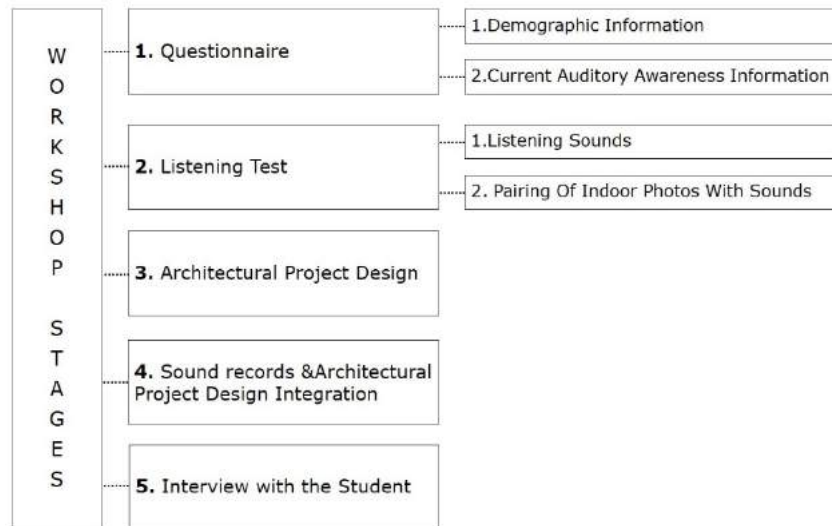 WORKSHOP STAGES
1. Questionnaire
1.Demographic Information
2.Current Auditory Awareness Information
2. Listening Test
1.Listening Sounds
2. Pairing Of Indoor Photos With Sounds
3. Architectural Project Design
4. Sound records &Architectural
Project Design Integration
5. Interview with the Student